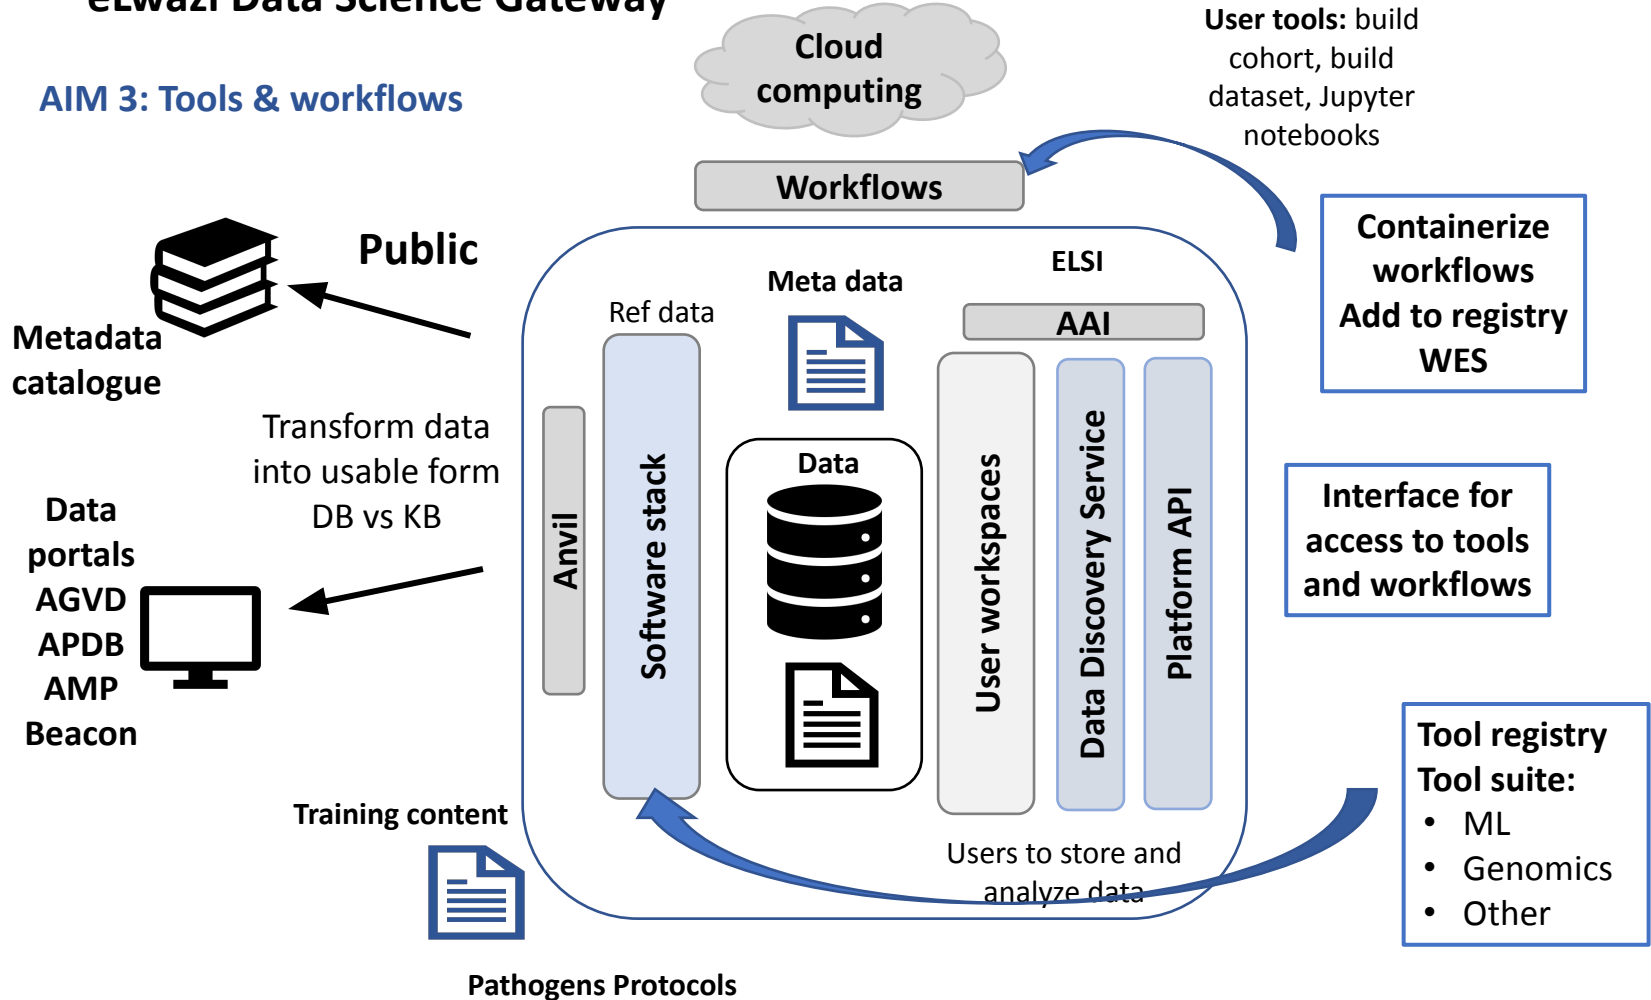 eLwazi Data Science Gateway
AIM 3: Tools & workflows
Cloud
computing
User tools: build
cohort, build
dataset, Jupyter
notebooks
Workflows
Containerize
workflows
Add to registry
WES
Public
Metadata
catalogue
ELSI
Meta data
Ref data
AAI
Transform data
into usable form
DB vs KB
Data
portals
AGVD
APDB
AMP
Beacon
Anvil
Software stack
Data
User workspaces
Data Discovery Service
Platform API
Interface for
access to tools
and workflows
Tool registry
Tool suite:
• ML
• Genomics
• Other
Training content
Users to store and
analyze data
Pathogens Protocols